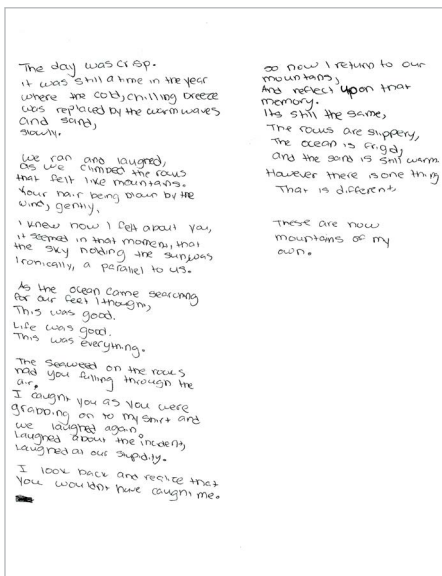 The day was crisp.
it was still a time in the year
where the cold, chilling breeze
was replaced by the warm waves
and sand,
slowly.
we ran and laughed,
as we climbed the rocks
that felt like mountains.
Your hair being blown by the
wind, gently.
I knew how I felt about you,
it seemed in that moment, that
the sky holding the sun, was
Ironically, a parallel to us.
As the ocean came searching
for our feet I thought,
This was good.
Life was good.
This was everything.
The seaweed on the rocks
had you falling through the
air,
I caught you as you were
grabbing on to my shirt and
we laughed again.
Laughed about the incident,
Laughed at our stupidity.
I look back and realize that
you wouldnt have caught me.
so now I return to our
mountains,
And reflect upon that
memory.
Its still the same,
The rocks are slippery,
The ocean is frigid,
and the sand is still warm.
However there is one thing
That is different,
These are now
mountains of my
own.